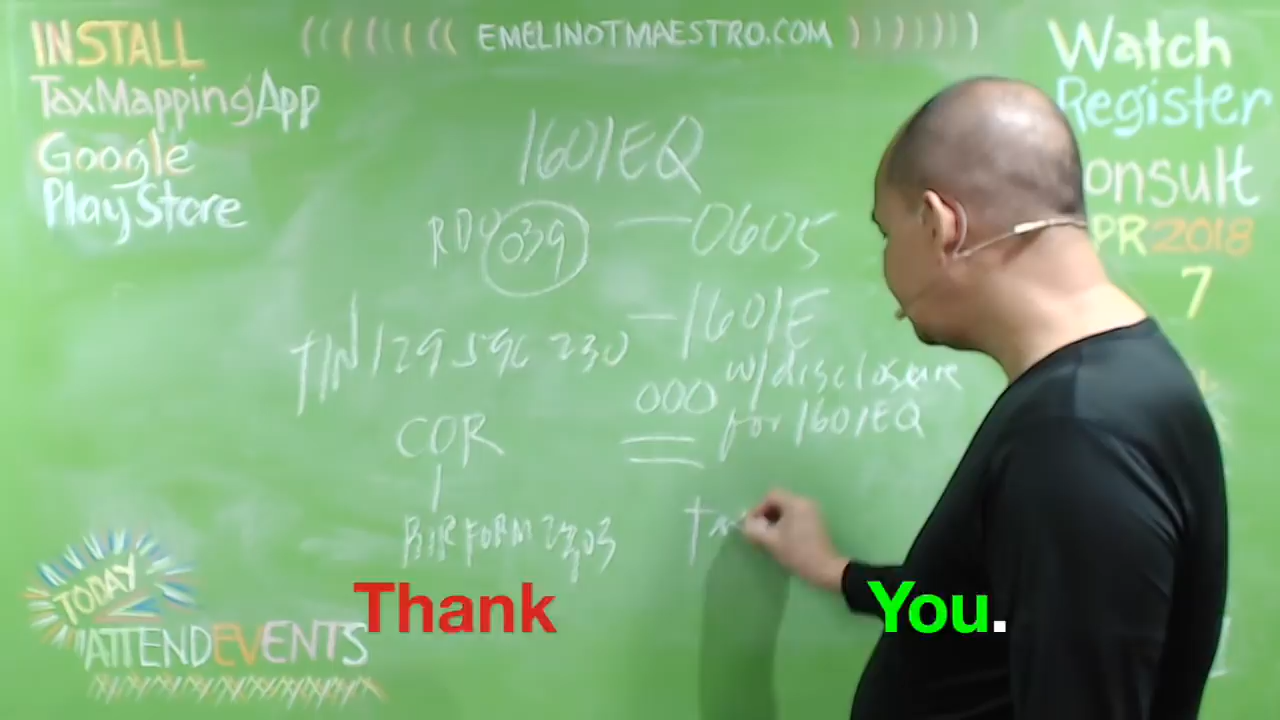 INSTALL
TaxMappingApp
Google
PlayStore
EMELINOTMAESTRO.COM
Watch
Register
onsult
PR 2018
7
1601EQ
RDO 039 — 0605
TIN 129 596 230 000
— 1601E
w/disclosure
for 1601EQ
COR
BIR FORM 2303
TODAY
ATTENDEVENTS
Thank You.